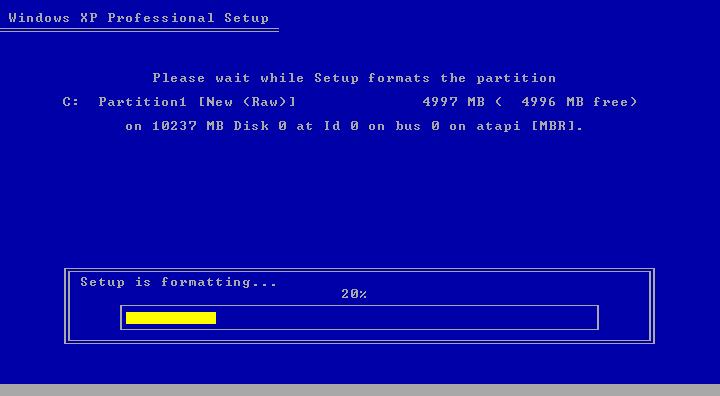 Windows XP Professional Setup
Please wait while Setup formats the partition
C:  Partition1 [New (Raw)]               4997 MB (  4996 MB free)
on 10237 MB Disk 0 at Id 0 on bus 0 on atapi [MBR].
Setup is formatting...
20%